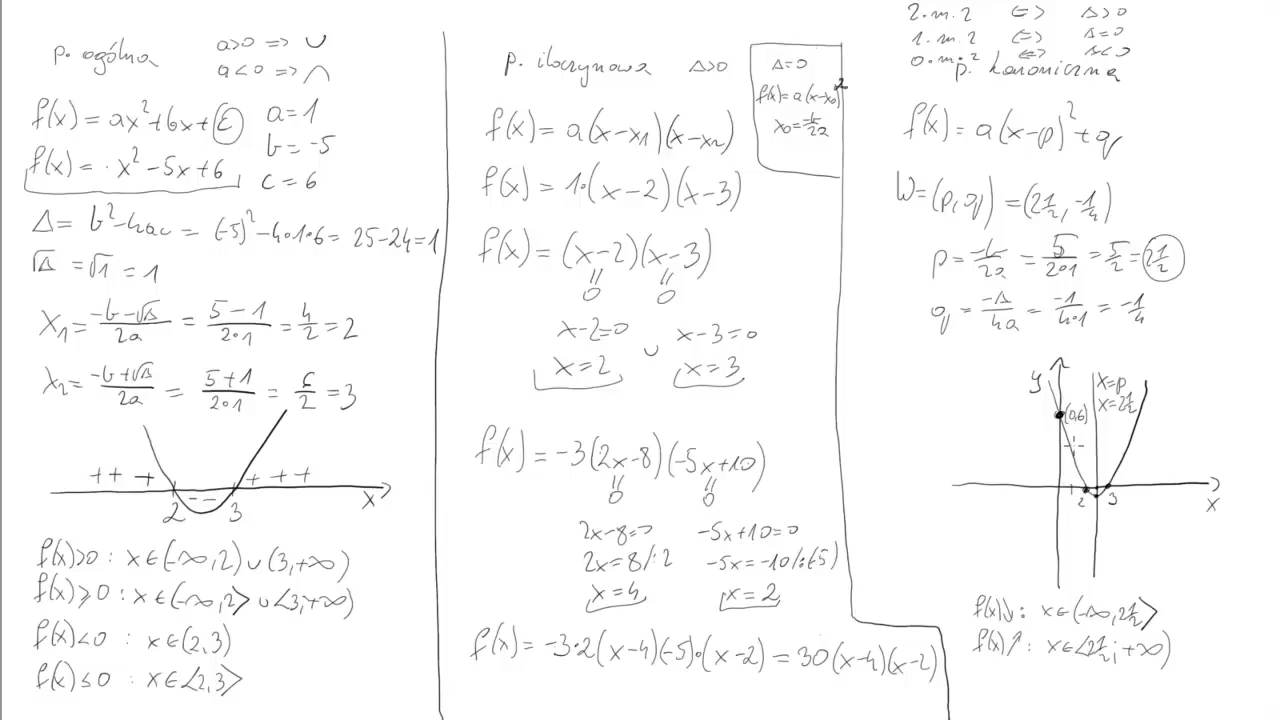 p. ogólna
a>0 => ∪
a<0 => ∩
f(x) = ax²+bx+c
a=1
b=-5
c=6
f(x) = x²-5x+6
Δ = b²-4ac = (-5)²-4·1·6 = 25-24=1
√Δ = √1 = 1
x₁ = (-b-√Δ)/2a = (5-1)/(2·1) = 4/2 = 2
x₂ = (-b+√Δ)/2a = (5+1)/(2·1) = 6/2 = 3
+ + + + + +
- -
2 3 x
f(x)>0 : x∈(-∞,2)∪(3,+∞)
f(x)⩾0 : x∈(-∞,2>∪<3,+∞)
f(x)<0 : x∈(2,3)
f(x)≤0 : x∈<2,3>
p. iloczynowa Δ>0
Δ=0
f(x)=a(x-x₀)²
x₀=-b/2a
f(x) = a(x-x₁)(x-x₂)
f(x) = 1·(x-2)(x-3)
f(x) = (x-2)(x-3)
= =
0 0
x-2=0 ∪ x-3=0
x=2 x=3
f(x) = -3(2x-8)(-5x+10)
= =
0 0
2x-8=0 -5x+10=0
2x=8/:2 -5x=-10/:(-5)
x=4 x=2
f(x) = -3·2(x-4)(-5)·(x-2) = 30(x-4)(x-2)
2.m.z <=> Δ>0
1.m.z <=> Δ=0
0.m.z <=> Δ<0
p. kanoniczna
f(x) = a(x-p)²+q
W=(p,q) = (2½,-¼)
p = -b/2a = 5/(2·1) = 5/2 = 2½
q = -Δ/4a = -1/(4·1) = -¼
y
x=p
x=2½
(0,6)
2 3 x
f(x)↓: x∈(-∞,2½>
f(x)↑: x∈<2½;+∞)